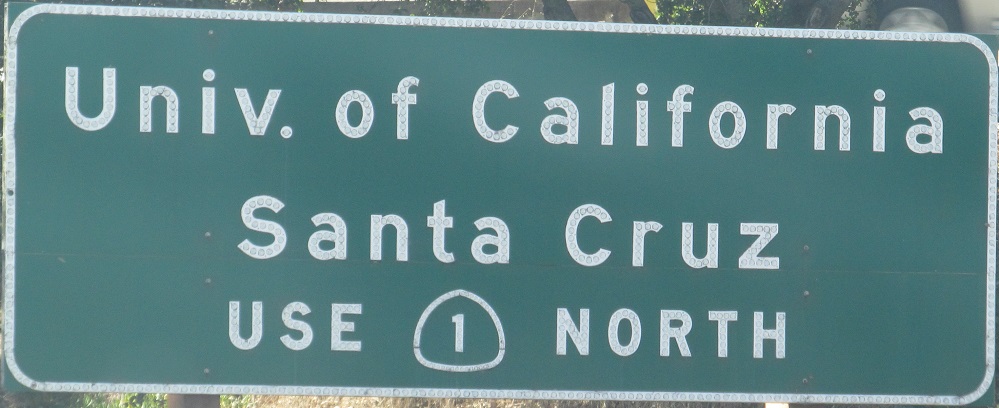 Univ. of California
Santa Cruz
USE 1 NORTH